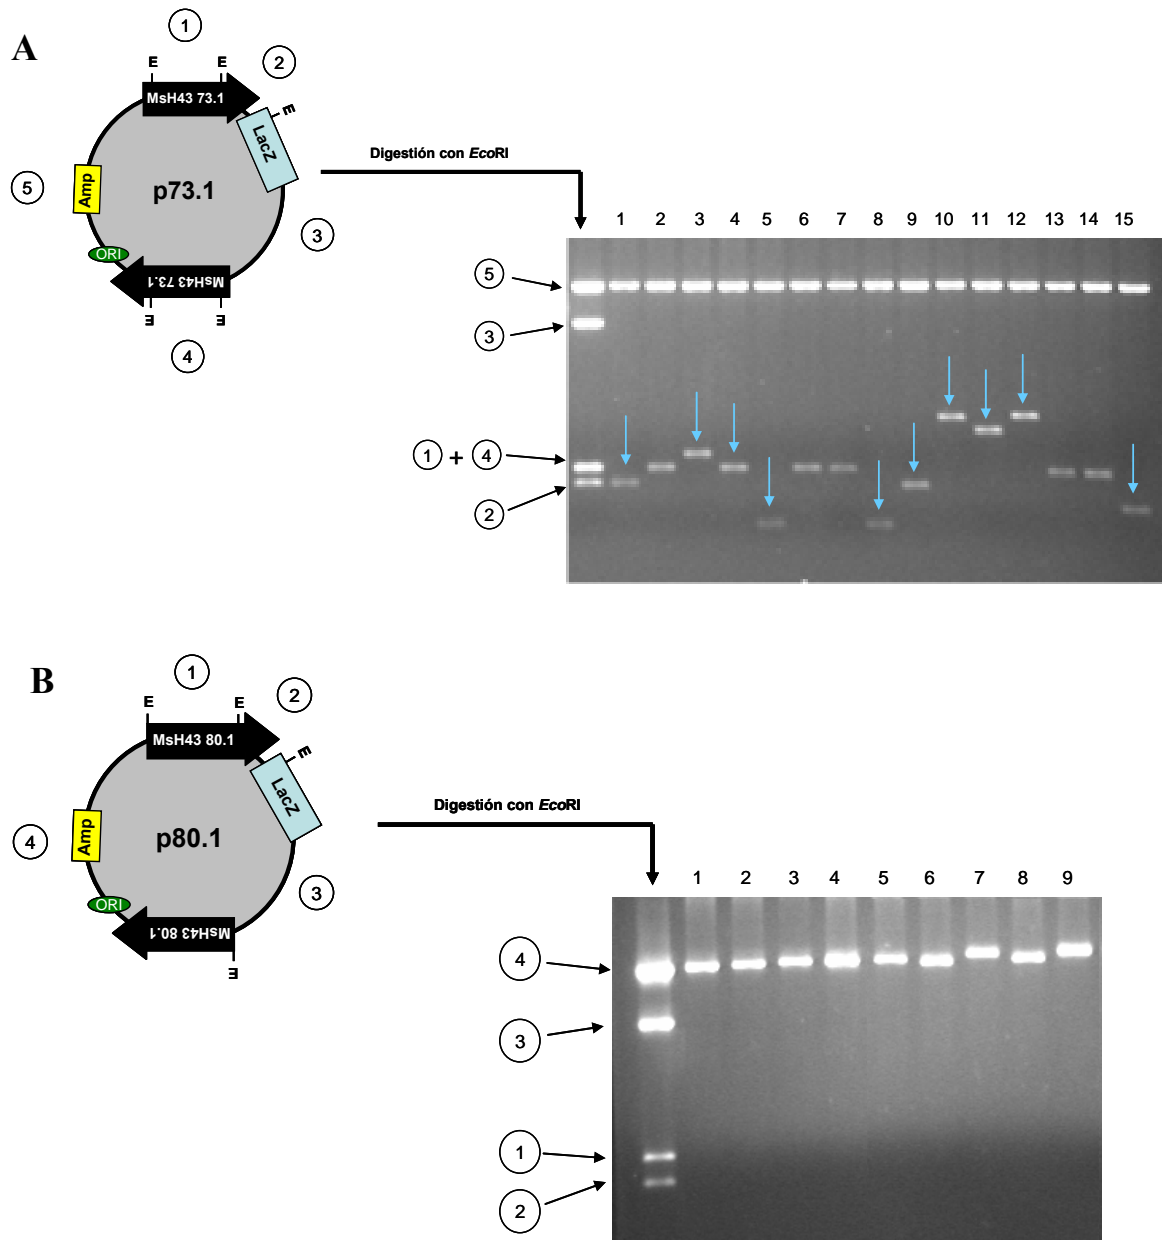 A
1
E E
2
MsH43 73.1
E
LacZ
5
Amp
p73.1
3
ORI
MsH43 73.1
E E
4
Digestión con EcoRI
1 2 3 4 5 6 7 8 9 10 11 12 13 14 15
5
3
1 + 4
2
B
1
E E
2
MsH43 80.1
E
LacZ
4
Amp
p80.1
3
ORI
MsH43 80.1
E
Digestión con EcoRI
1 2 3 4 5 6 7 8 9
4
3
1
2